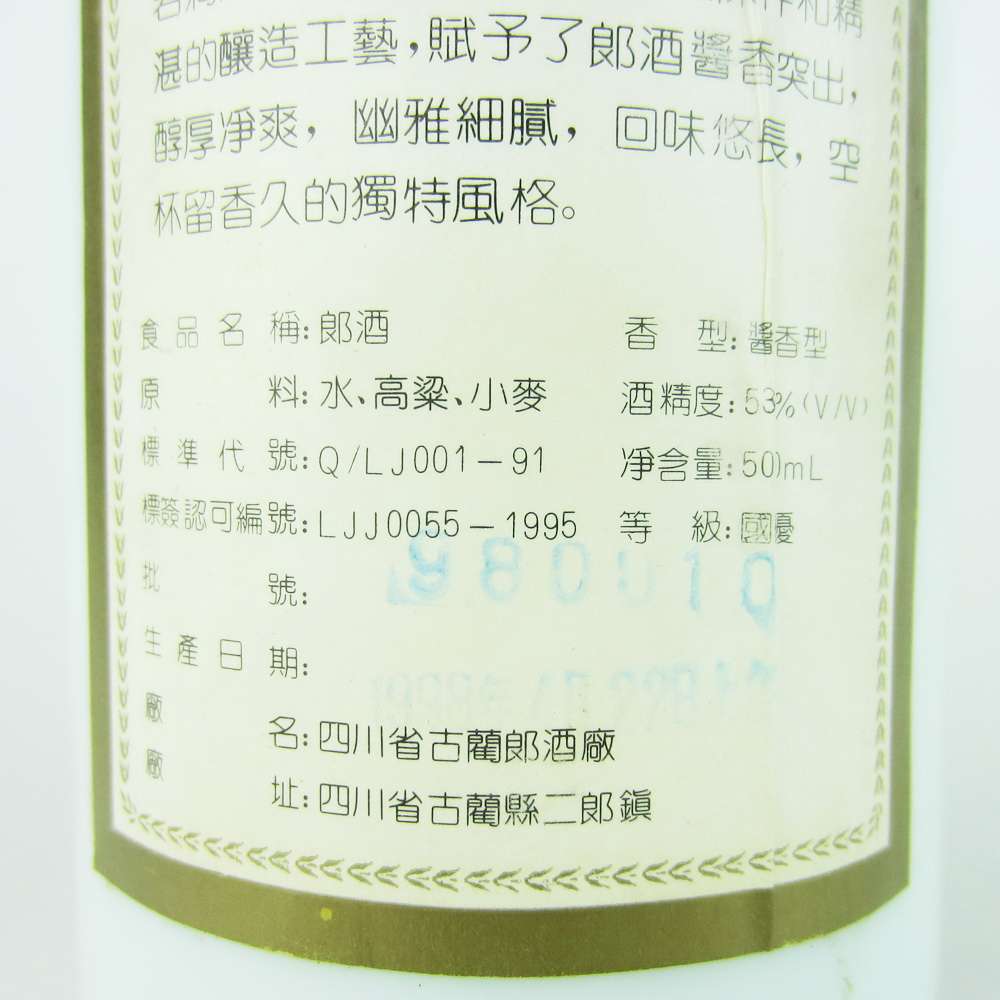 和精
湛的釀造工藝，賦予了郎酒醬香突出，
醇厚凈爽，幽雅細膩，回味悠長，空
杯留香久的獨特風格。
食品名稱：郎酒 香型：醬香型
原料：水、高粱、小麥 酒精度：53%(V/V)
標準代號：Q/LJ001－91 凈含量：500mL
標簽認可編號：LJJ0055－1995 等級：國優
批號：
生產日期：
廠名：四川省古藺郎酒廠
廠址：四川省古藺縣二郎鎮